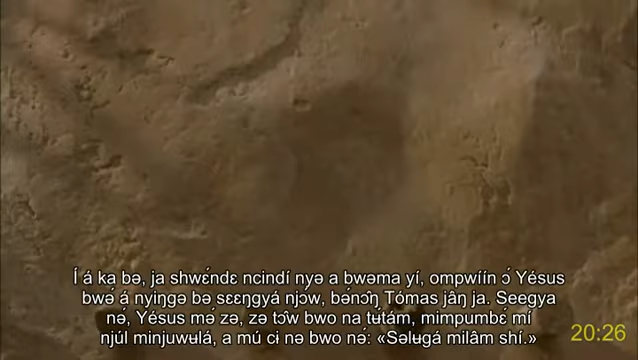 Í á ka bə, ja shwɛ́ndɛ ncindí nyə a bwəma yí, ompwíín ɔ́ Yésus
bwə́ á nyiŋgə bə sɛɛŋgyá njɔw, bə́nɔ̂ŋ Tómas jâŋ ja. Seegya
nə́, Yésus mə́ zə, zə tɔ̂w bwo na tʉ́tám, mimpumbɛ́ mí
njúl minjuwʉlá, a mú cɨ nə bwo nə́: «Səlʉgá milâm shí.»
20:26